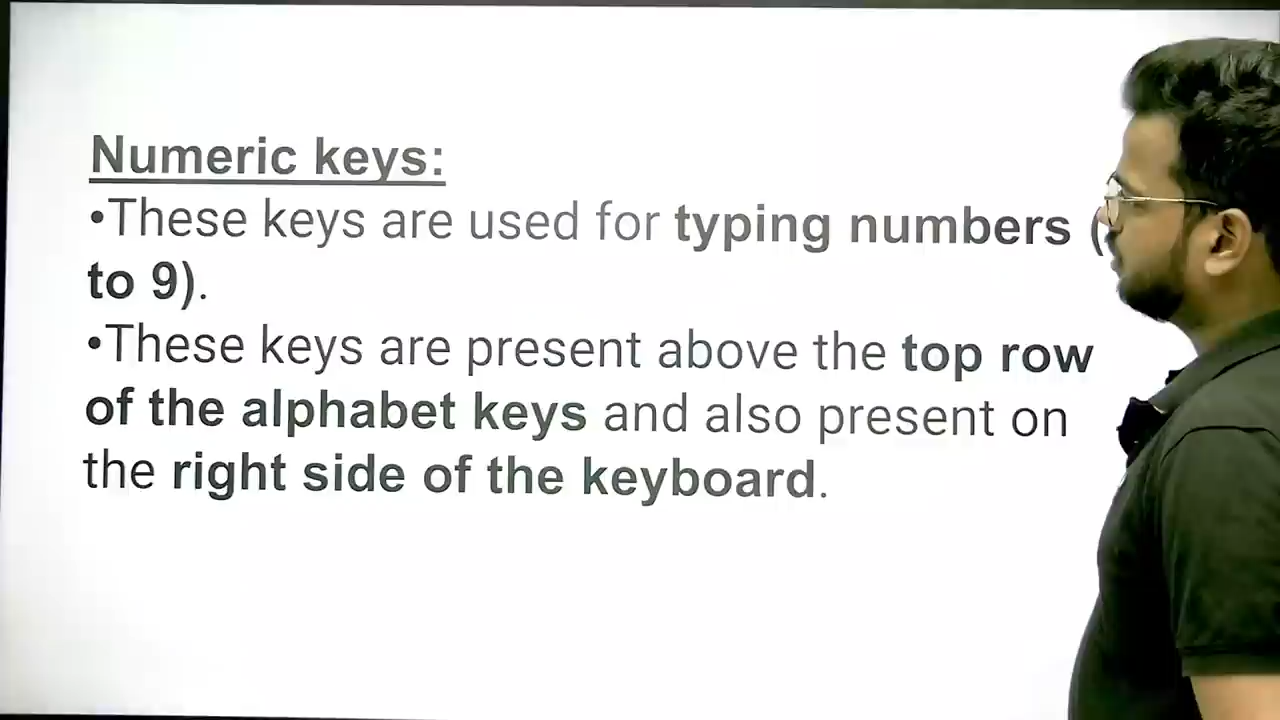 Numeric keys:
•These keys are used for typing numbers (
to 9).
•These keys are present above the top row
of the alphabet keys and also present on
the right side of the keyboard.